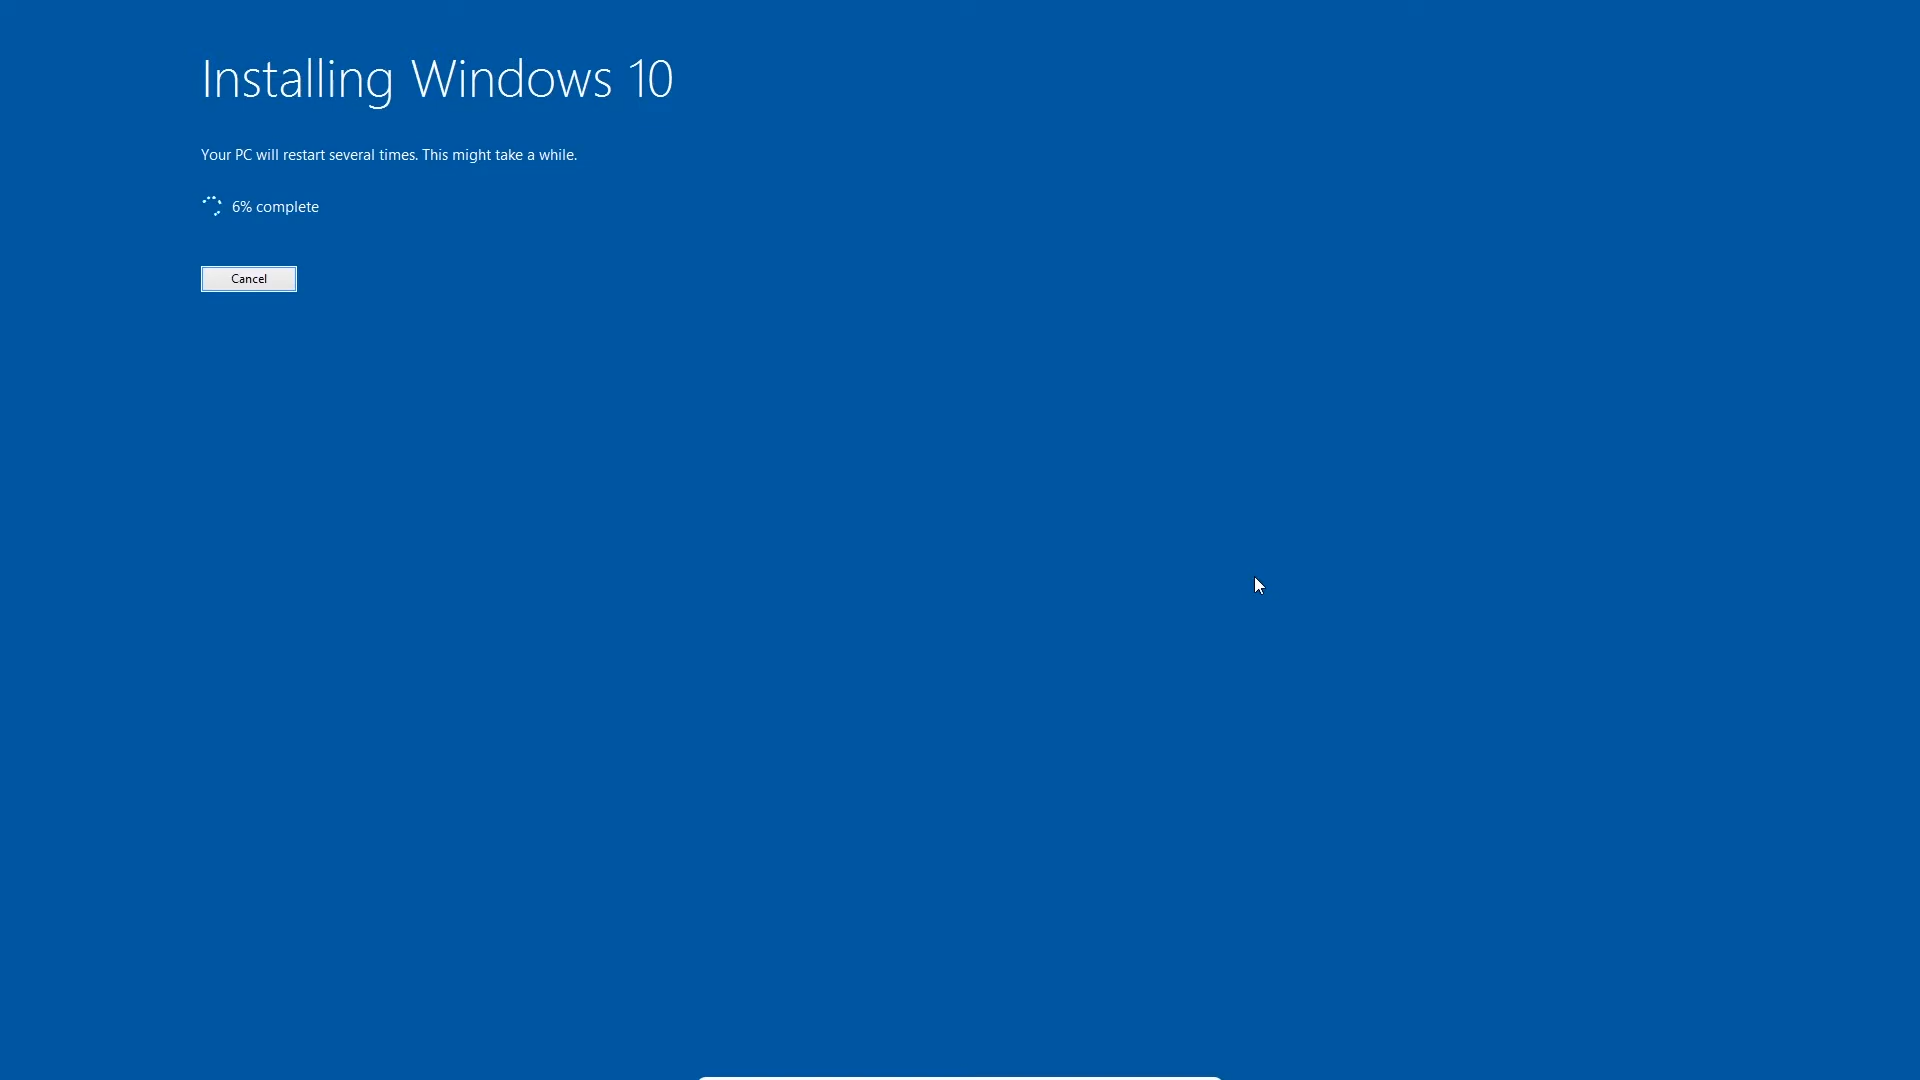 Installing Windows 10
Your PC will restart several times. This might take a while.
6% complete
Cancel